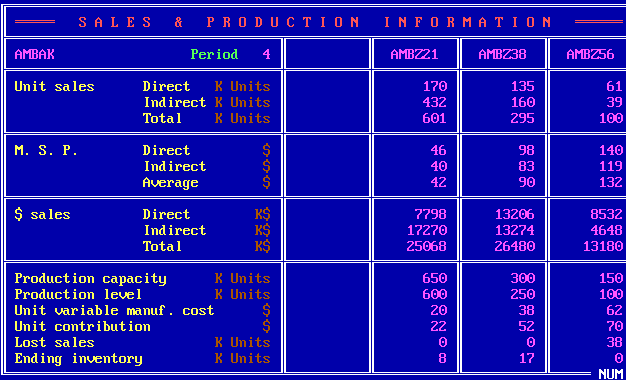 SALES & PRODUCTION INFORMATION
AMBAK Period 4 AMBZ21 AMBZ38 AMBZ56
Unit sales Direct K Units 170 135 61
Indirect K Units 432 160 39
Total K Units 601 295 100
M. S. P. Direct $ 46 98 140
Indirect $ 40 83 119
Average $ 42 90 132
$ sales Direct K$ 7798 13206 8532
Indirect K$ 17270 13274 4648
Total K$ 25068 26480 13180
Production capacity K Units 650 300 150
Production level K Units 600 250 100
Unit variable manuf. cost $ 20 38 62
Unit contribution $ 22 52 70
Lost sales K Units 0 0 38
Ending inventory K Units 8 17 0
NUM